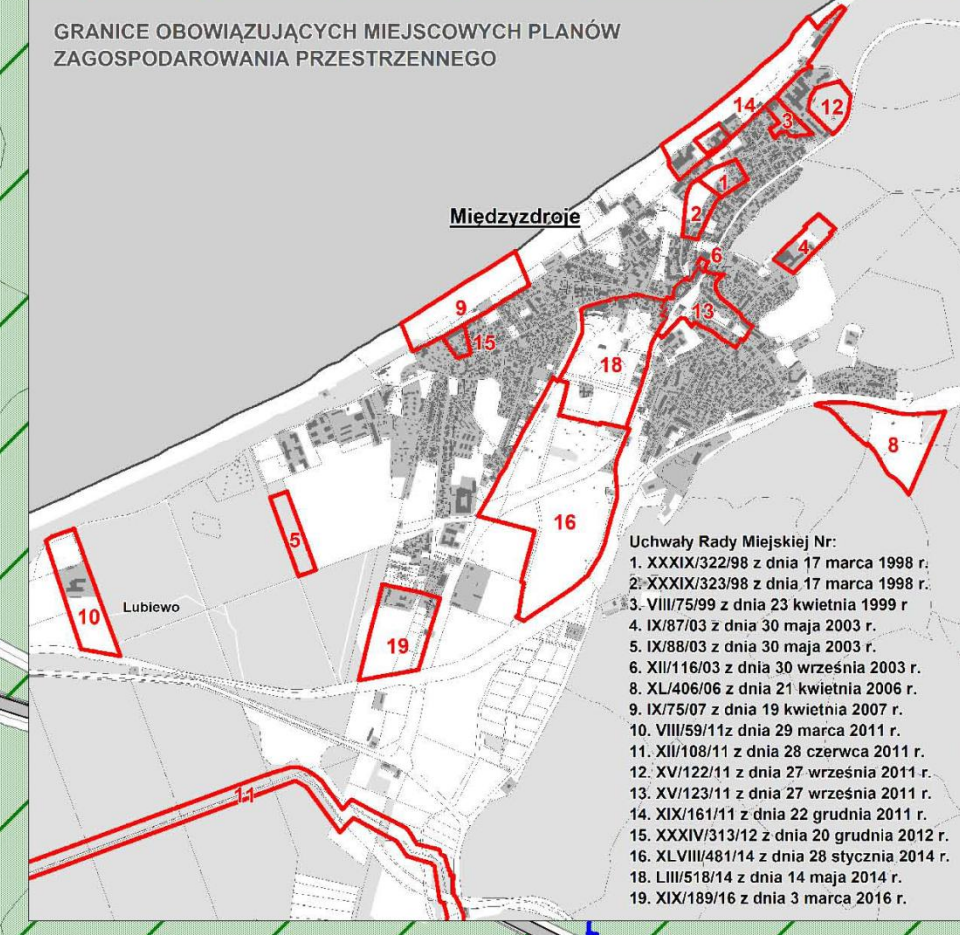 GRANICE OBOWIĄZUJĄCYCH MIEJSCOWYCH PLANÓW
ZAGOSPODAROWANIA PRZESTRZENNEGO
14
12
3
1
2
Międzyzdroje
6
4
9
13
15
18
8
16
5
10
Lubiewo
19
11
Uchwały Rady Miejskiej Nr:
1. XXXIX/322/98 z dnia 17 marca 1998 r.
2. XXXIX/323/98 z dnia 17 marca 1998 r.
3. VIII/75/99 z dnia 23 kwietnia 1999 r
4. IX/87/03 z dnia 30 maja 2003 r.
5. IX/88/03 z dnia 30 maja 2003 r.
6. XII/116/03 z dnia 30 września 2003 r.
8. XL/406/06 z dnia 21 kwietnia 2006 r.
9. IX/75/07 z dnia 19 kwietnia 2007 r.
10. VIII/59/11z dnia 29 marca 2011 r.
11. XII/108/11 z dnia 28 czerwca 2011 r.
12. XV/122/11 z dnia 27 września 2011 r.
13. XV/123/11 z dnia 27 września 2011 r.
14. XIX/161/11 z dnia 22 grudnia 2011 r.
15. XXXIV/313/12 z dnia 20 grudnia 2012 r.
16. XLVIII/481/14 z dnia 28 stycznia 2014 r.
18. LIII/518/14 z dnia 14 maja 2014 r.
19. XIX/189/16 z dnia 3 marca 2016 r.